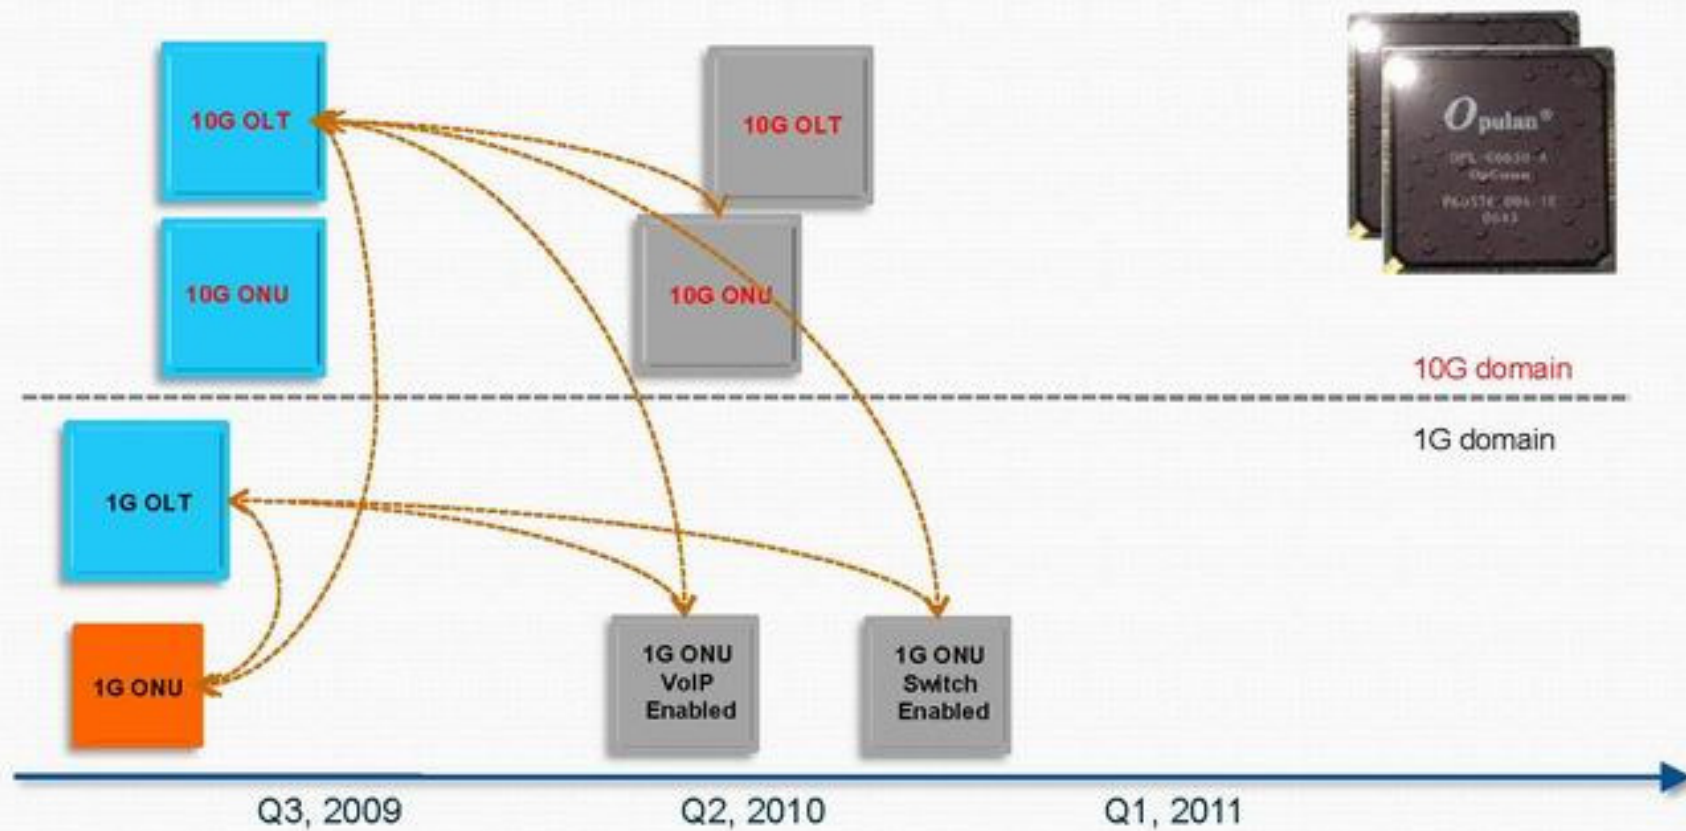 10G OLT
10G OLT
Opulan®
10G ONU
10G ONU
10G domain
1G domain
1G OLT
1G ONU
1G ONU
VoIP
Enabled
1G ONU
Switch
Enabled
Q3, 2009
Q2, 2010
Q1, 2011